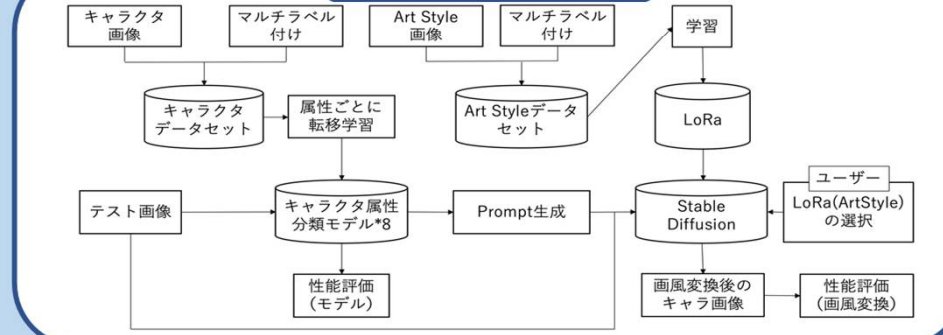 キャラクタ
画像
マルチラベル
付け
Art Style
画像
マルチラベル
付け
学習
キャラクタ
データセット
属性ごとに
転移学習
Art Styleデータ
セット
LoRa
テスト画像
キャラクタ属性
分類モデル*8
Prompt生成
Stable
Diffusion
ユーザー
LoRa(ArtStyle)
の選択
性能評価
(モデル)
画風変換後の
キャラ画像
性能評価
(画風変換)